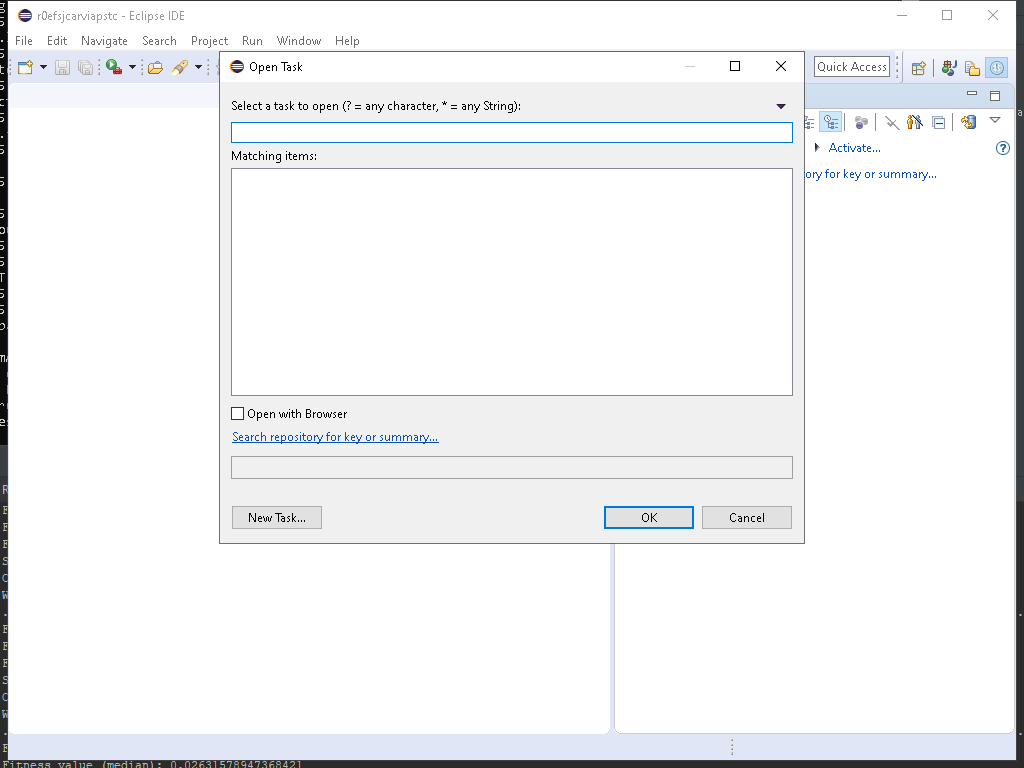 r0efsjcarviapstc - Eclipse IDE
File Edit Navigate Search Project Run Window Help
Open Task
Quick Access
Select a task to open (? = any character, * = any String):
Matching items:
Activate...
ory for key or summary...
Open with Browser
Search repository for key or summary...
New Task...
OK
Cancel
Fitness value (median): 0.02631578947368421